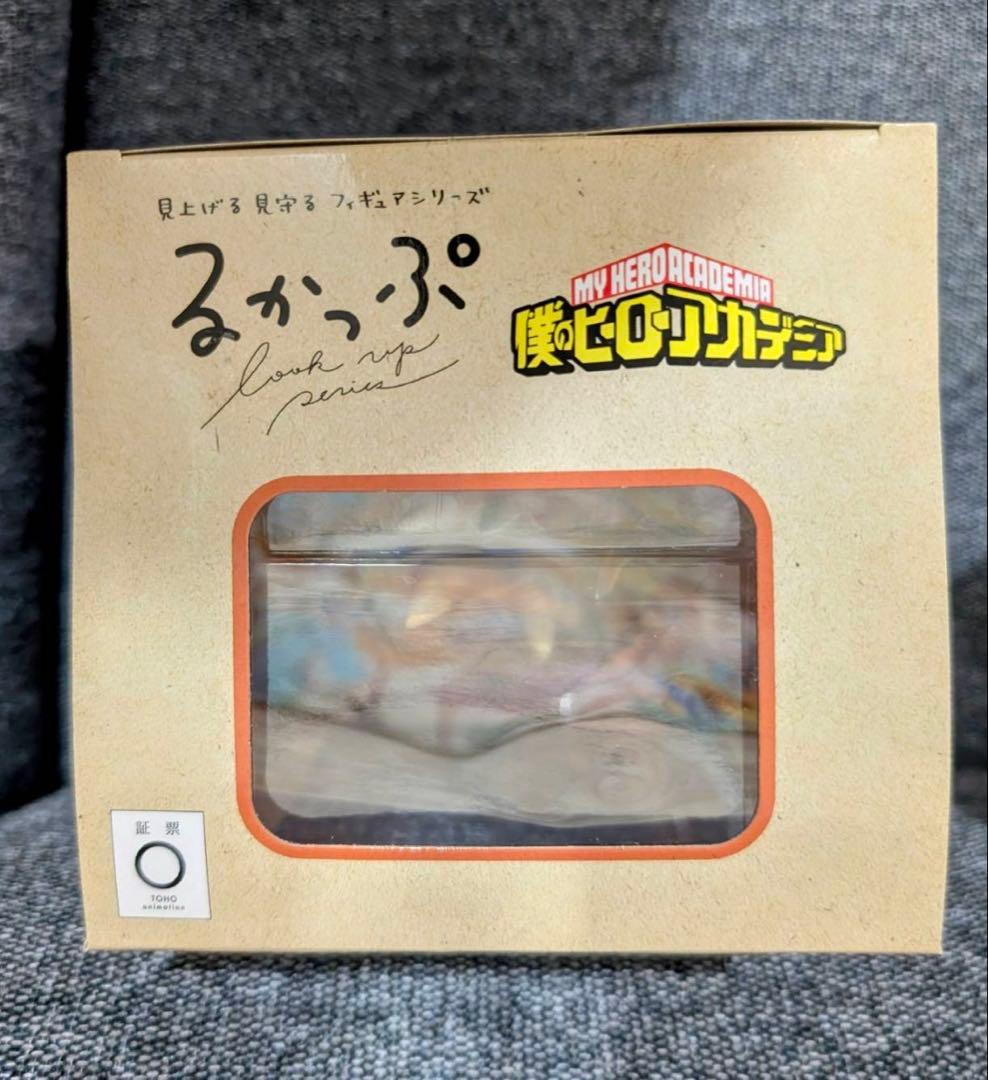 見上げる 見守る フィギュアシリーズ
るかっぷ
look up
series
MY HERO ACADEMIA
僕のヒーローアカデミア
証 票
TOHO
animation